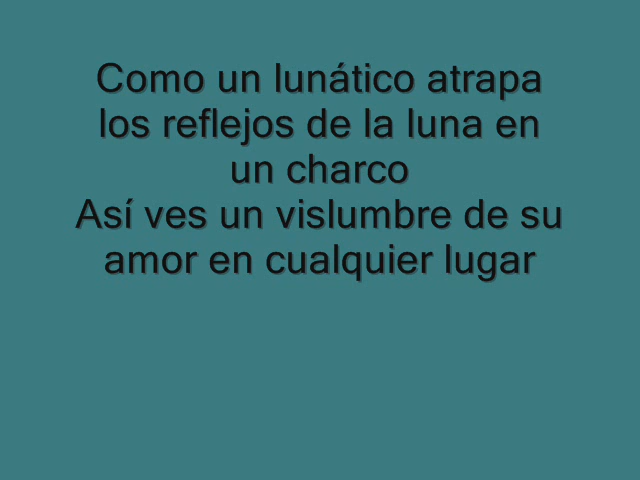 Como un lunático atrapa
los reflejos de la luna en
un charco
Así ves un vislumbre de su
amor en cualquier lugar